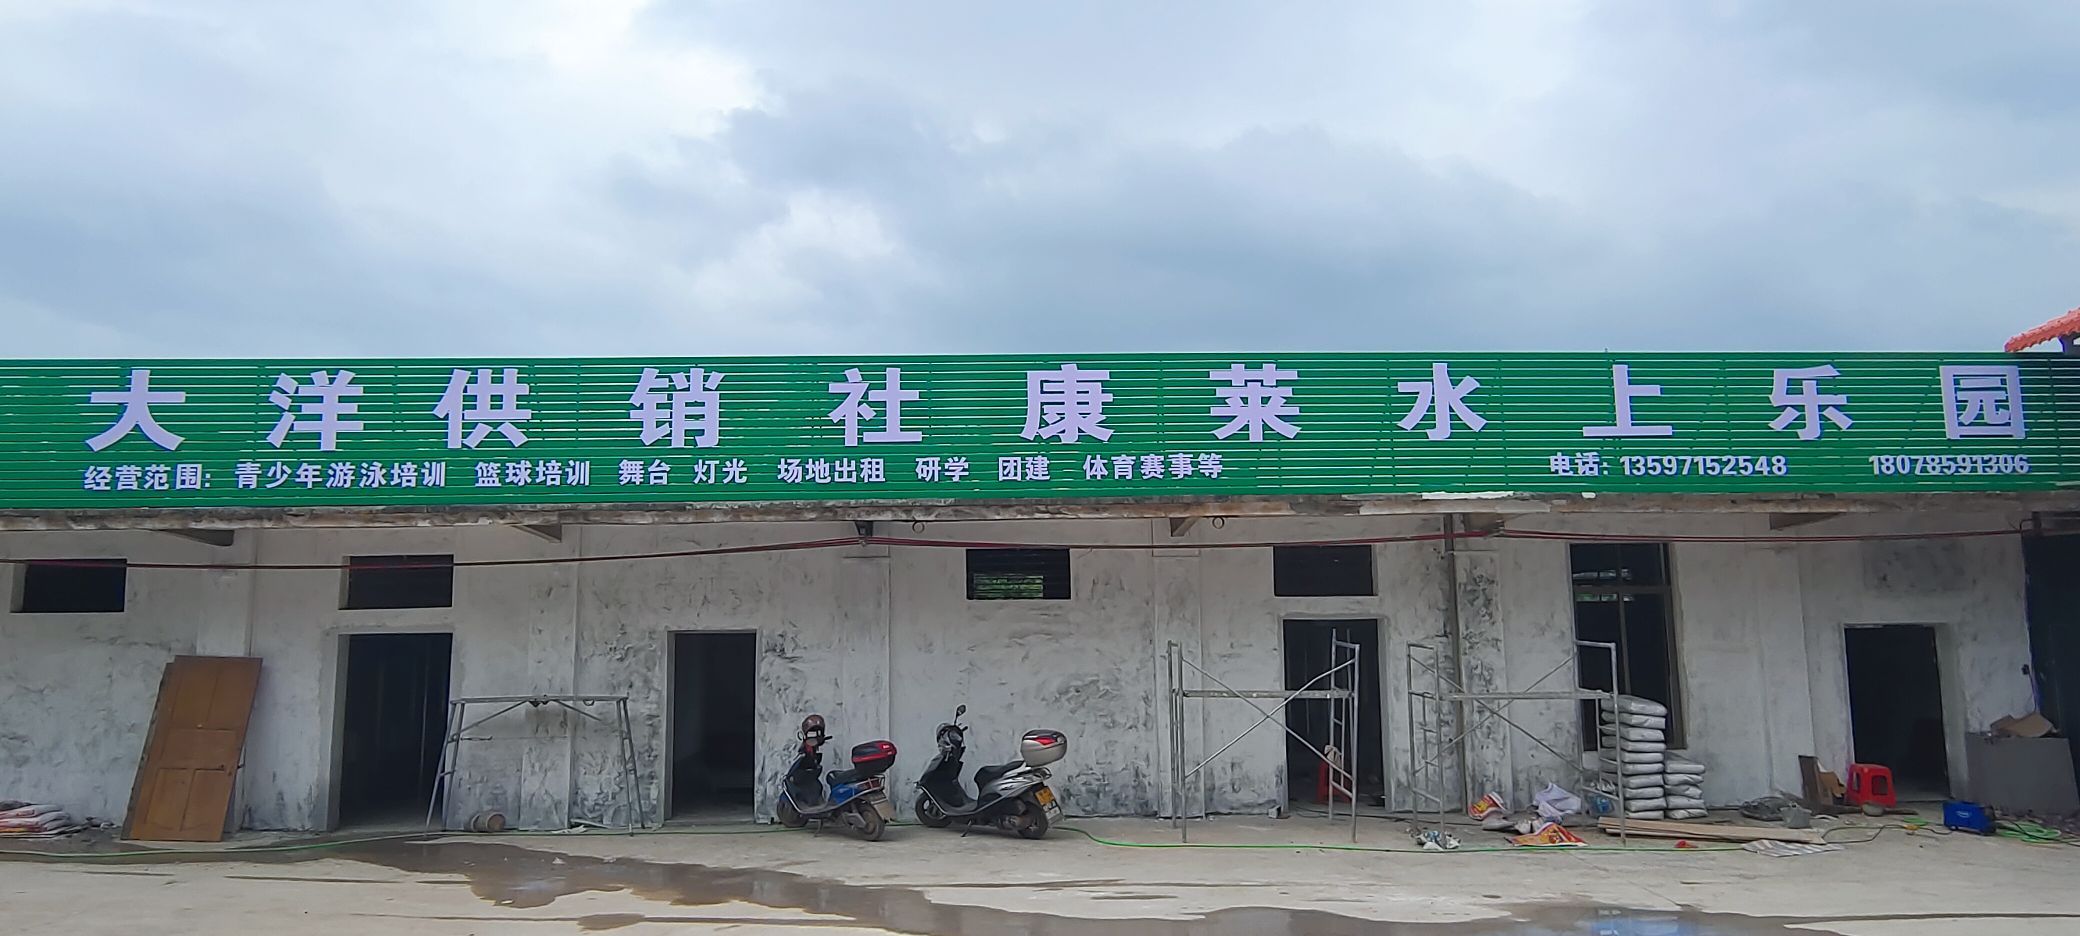 大洋供销社康莱水上乐园
经营范围: 青少年游泳培训 篮球培训 舞台 灯光 场地出租 研学 团建 体育赛事等 电话: 13597152548 18078591306